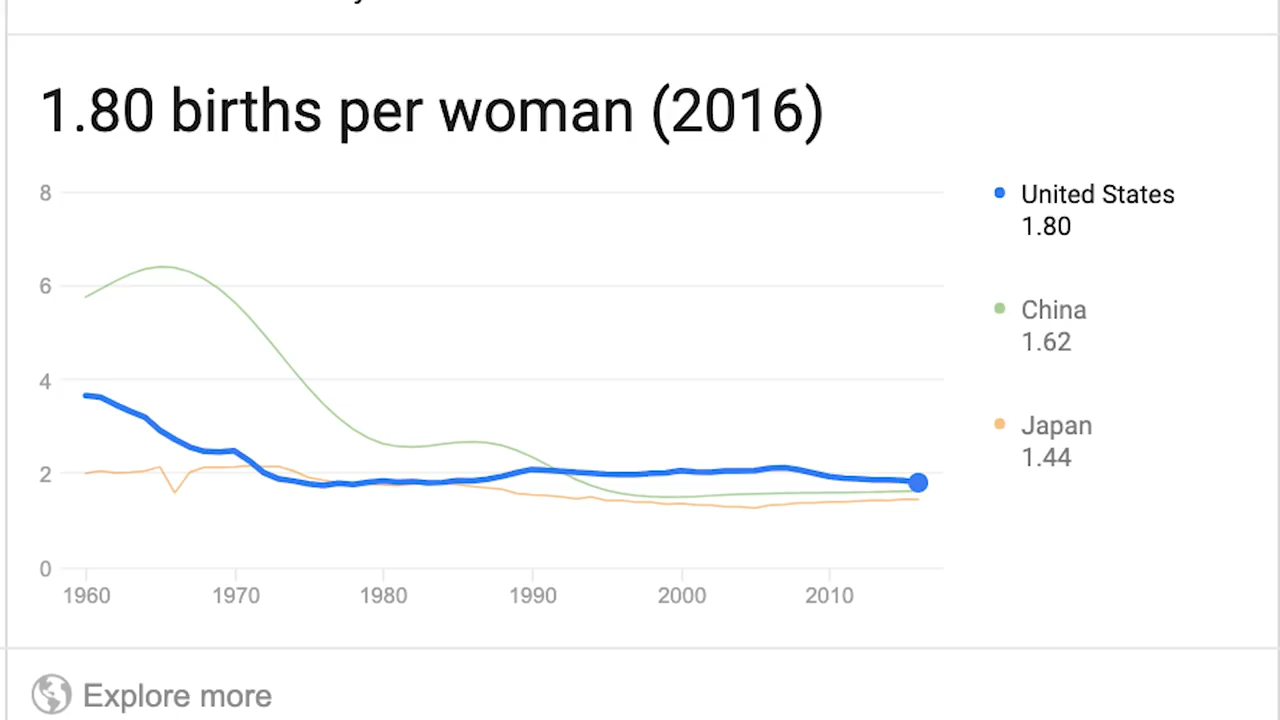 1.80 births per woman (2016)
8
6
4
2
0
1960 1970 1980 1990 2000 2010
United States
1.80
China
1.62
Japan
1.44
Explore more